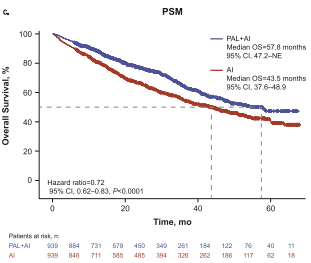 c.
PSM
100
80
60
40
20
0
Overall Survival, %
PAL+AI
Median OS=57.8 months
95% CI, 47.2–NE
AI
Median OS=43.5 months
95% CI, 37.6–48.9
Hazard ratio=0.72
95% CI, 0.62–0.83, P<0.0001
0 20 40 60
Time, mo
Patients at risk, n:
PAL+AI 939 884 731 579 450 349 261 184 122 76 40 11
AI 939 846 711 585 485 394 326 262 186 117 62 18